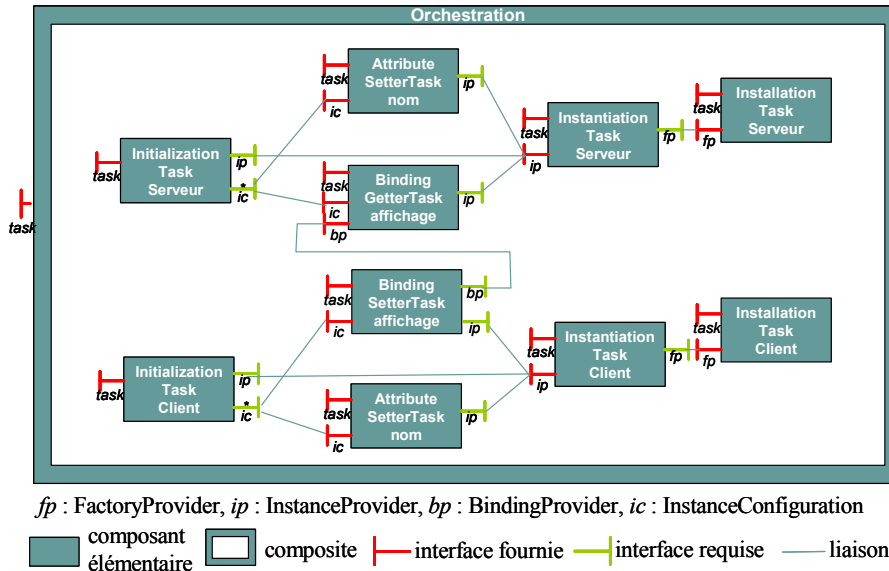 Orchestration
Attribute
SetterTask
nom
task
ic
ip
Instantiation
Task
Serveur
task
ip
fp
Installation
Task
Serveur
task
fp
Initialization
Task
Serveur
task
ip
*
ic
Binding
GetterTask
affichage
task
ic
bp
ip
task
Binding
SetterTask
affichage
task
ic
bp
ip
Instantiation
Task
Client
task
ip
fp
Installation
Task
Client
task
fp
Initialization
Task
Client
task
ip
*
ic
Attribute
SetterTask
nom
task
ic
ip
fp : FactoryProvider, ip : InstanceProvider, bp : BindingProvider, ic : InstanceConfiguration
composant
élémentaire
composite
interface fournie
interface requise
liaison